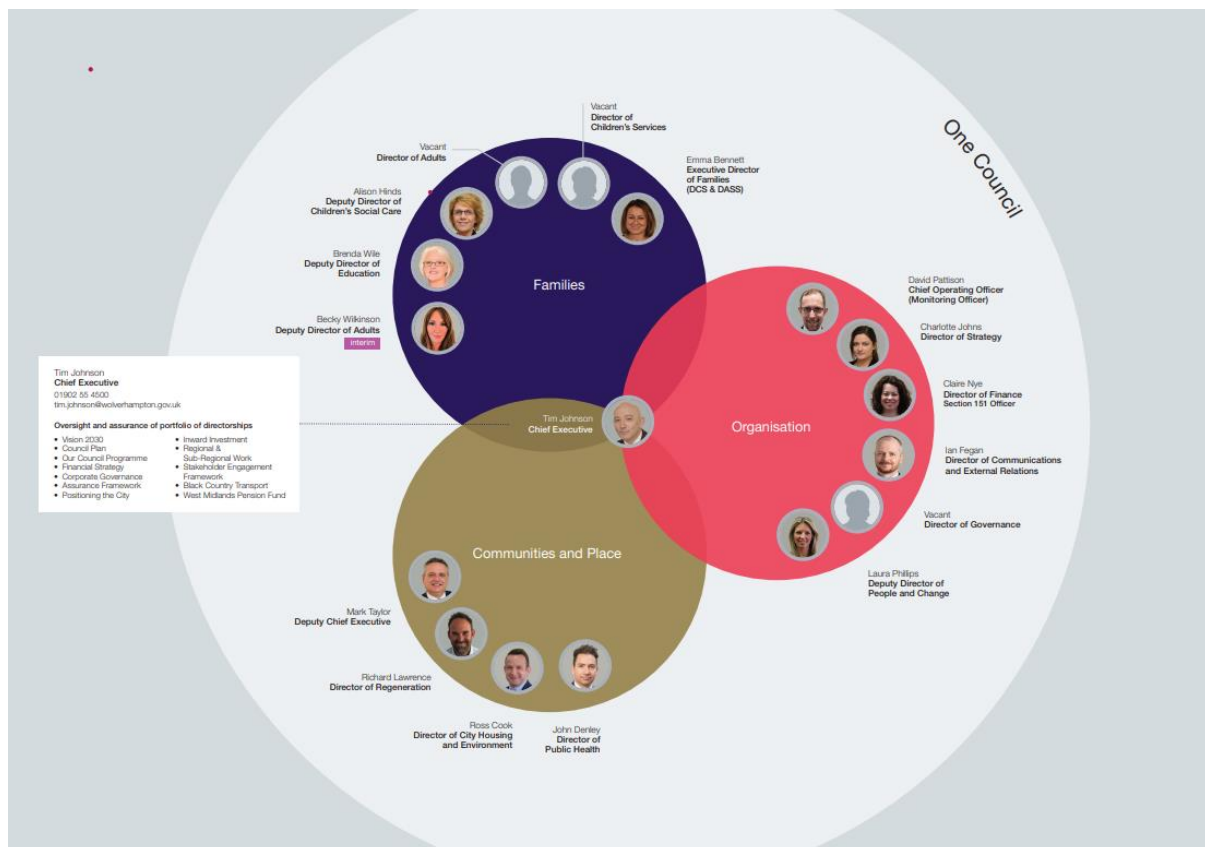 One Council
Vacant
Director of
Children's Services
Vacant
Director of Adults
Emma Bennett
Executive Director
of Families
(DCS & DASS)
Alison Hinds
Deputy Director of
Children's Social Care
Brenda Wile
Deputy Director of
Education
Becky Wilkinson
Deputy Director of Adults
interim
Families
David Pattison
Chief Operating Officer
(Monitoring Officer)
Charlotte Johns
Director of Strategy
Claire Nye
Director of Finance
Section 151 Officer
Ian Fegan
Director of Communications
and External Relations
Vacant
Director of Governance
Laura Phillips
Deputy Director of
People and Change
Organisation
Tim Johnson
Chief Executive
Tim Johnson
Chief Executive
01902 55 4500
tim.johnson@wolverhampton.gov.uk
Oversight and assurance of portfolio of directorships
• Vision 2030
• Council Plan
• Our Council Programme
• Financial Strategy
• Corporate Governance
• Assurance Framework
• Positioning the City
• Inward Investment
• Regional &
Sub-Regional Work
• Stakeholder Engagement
Framework
• Black Country Transport
• West Midlands Pension Fund
Communities and Place
Mark Taylor
Deputy Chief Executive
Richard Lawrence
Director of Regeneration
Ross Cook
Director of City Housing
and Environment
John Denley
Director of
Public Health